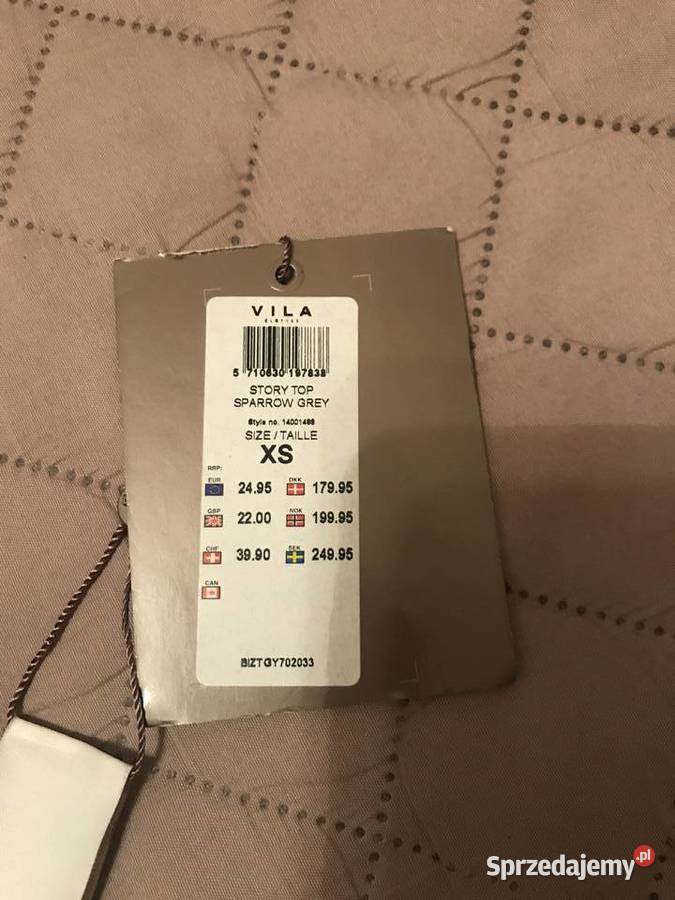 VILA
CLOTHES
5 710630 197838
STORY TOP
SPARROW GREY
Style no. 14001488
SIZE / TAILLE
XS
RRP:
EUR 24.95 DKK 179.95
GBP 22.00 NOK 199.95
CHF 39.90 SEK 249.95
CAN
BIZTGY702033
Sprzedajemy.pl